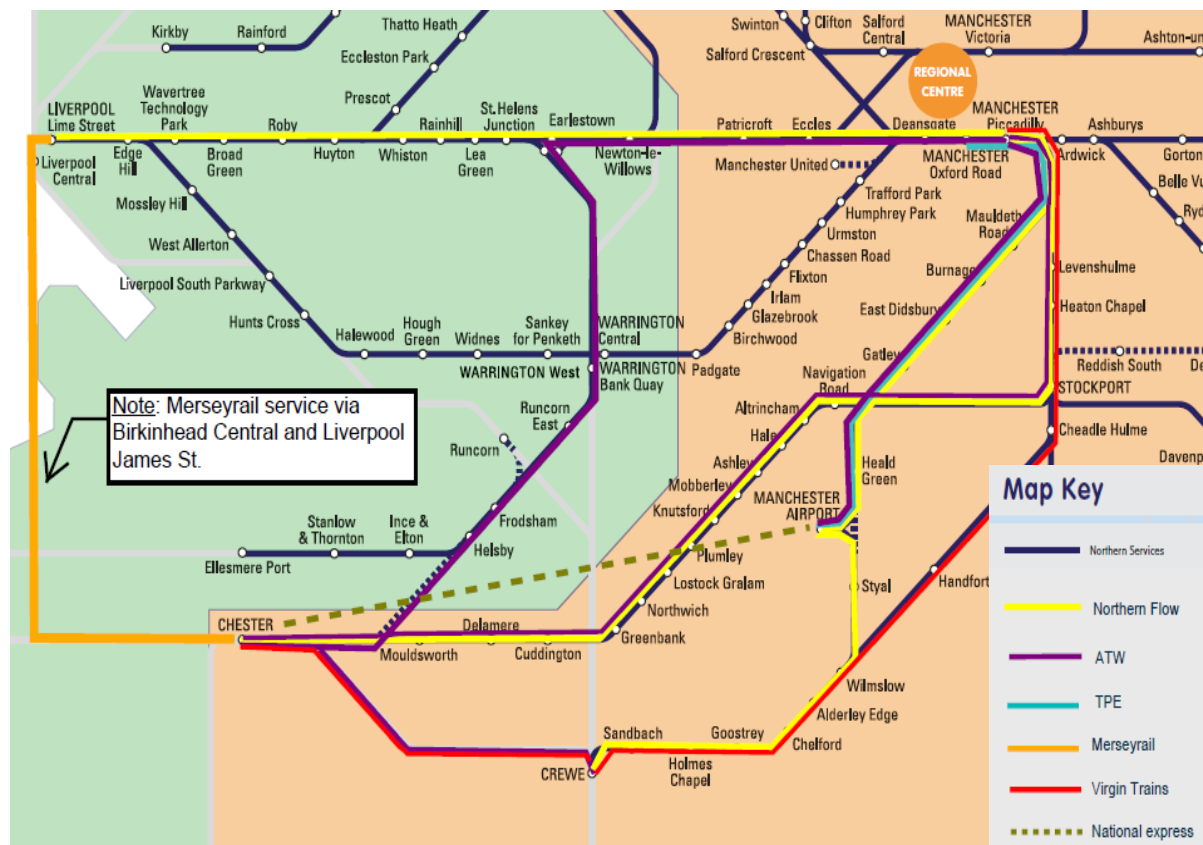 Kirkby
Rainford
Thatto Heath
Eccleston Park
Prescot
Swinton
Clifton
Salford Crescent
Salford
Central
MANCHESTER
Victoria
Ashton-un
REGIONAL
CENTRE
LIVERPOOL
Lime Street
Wavertree
Technology
Park
Roby
Rainhill
St.Helens
Junction
Earlestown
Patricroft
Eccles
Deansgate
MANCHESTER
Piccadilly
Ashburys
Liverpool
Central
Edge
Hill
Broad
Green
Huyton
Whiston
Lea
Green
Newton-le
-Willows
Manchester United
MANCHESTER
Oxford Road
Ardwick
Gorton
Belle Vu
Ryd
Mossley Hill
West Allerton
Liverpool South Parkway
Hunts Cross
Trafford Park
Humphrey Park
Urmston
Chassen Road
Flixton
Irlam
Glazebrook
Birchwood
Mauldeth
Road
Burnage
East Didsbury
Gatley
Levenshulme
Heaton Chapel
Halewood
Hough
Green
Widnes
Sankey
for Penketh
WARRINGTON
Central
WARRINGTON West
WARRINGTON
Bank Quay
Padgate
Navigation
Road
Reddish South
De
STOCKPORT
Note: Merseyrail service via
Birkinhead Central and Liverpool
James St.
Runcorn
East
Runcorn
Altrincham
Hale
Ashley
Mobberley
Knutsford
Cheadle Hulme
Davenp
Heald
Green
MANCHESTER
AIRPORT
Stanlow
& Thornton
Ince &
Elton
Frodsham
Helsby
Ellesmere Port
Plumley
Lostock Gralam
Northwich
Greenbank
Styal
Handfort
CHESTER
Mouldsworth
Delamere
Cuddington
Wilmslow
Alderley Edge
Chelford
Goostrey
Sandbach
Holmes
Chapel
CREWE
Map Key
Northern Services
Northern Flow
ATW
TPE
Merseyrail
Virgin Trains
National express